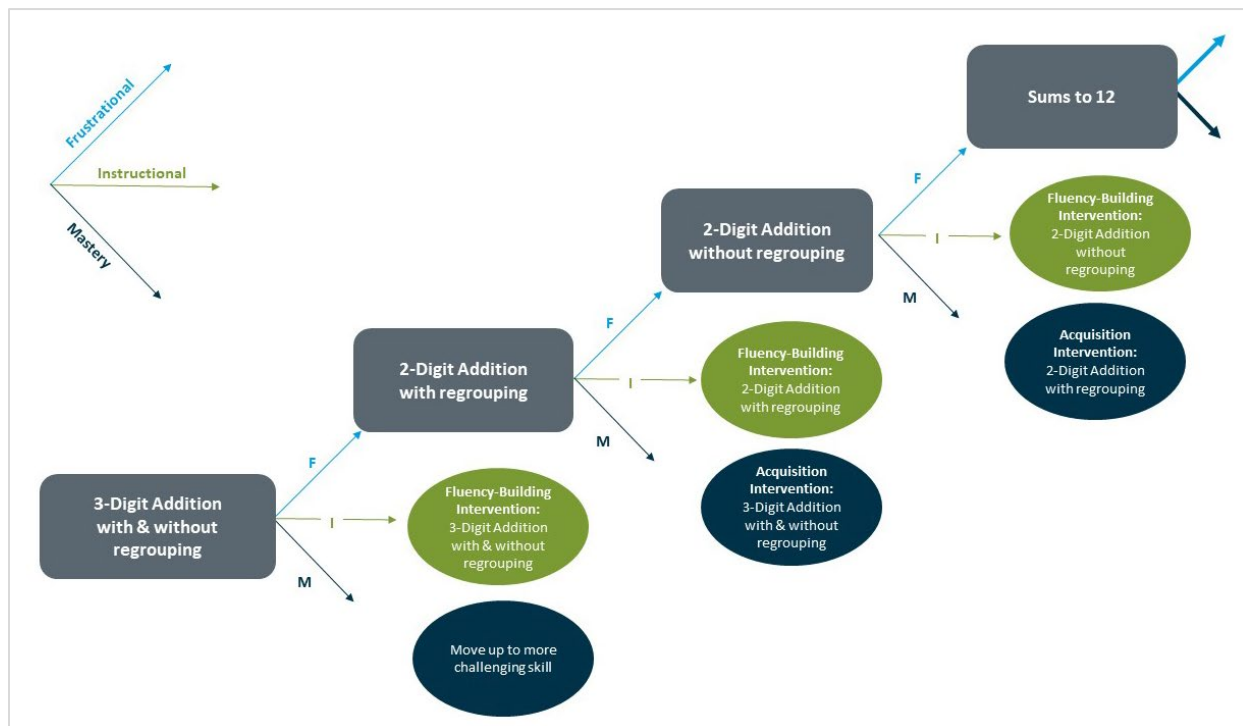 Frustrational
Instructional
Mastery
Sums to 12
F
I
M
Fluency-Building
Intervention:
2-Digit Addition
without
regrouping
Acquisition
Intervention:
2-Digit Addition
with regrouping
2-Digit Addition
without regrouping
F
I
M
Fluency-Building
Intervention:
2-Digit Addition
with regrouping
Acquisition
Intervention:
3-Digit Addition
with & without
regrouping
2-Digit Addition
with regrouping
F
I
M
Fluency-Building
Intervention:
3-Digit Addition
with & without
regrouping
Move up to more
challenging skill
3-Digit Addition
with & without
regrouping